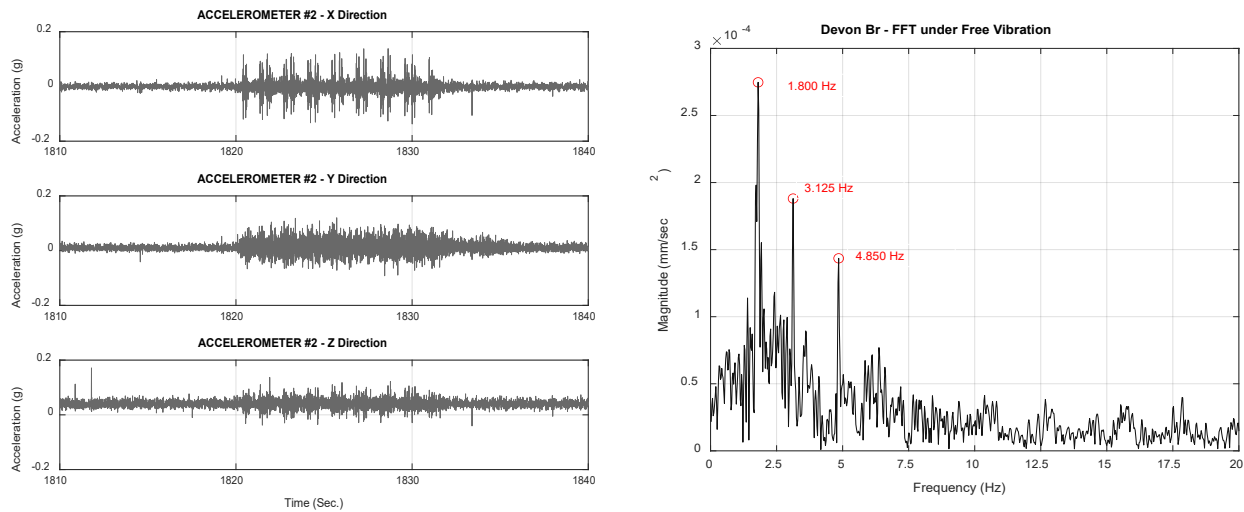 ACCELEROMETER #2 - X Direction
0.2
0
-0.2
Acceleration (g)
1810 1820 1830 1840
ACCELEROMETER #2 - Y Direction
0.2
0
-0.2
Acceleration (g)
1810 1820 1830 1840
ACCELEROMETER #2 - Z Direction
0.2
0
-0.2
Acceleration (g)
1810 1820 1830 1840
Time (Sec.)
Devon Br - FFT under Free Vibration
× 10 -4
3
2.5
2
1.5
1
0.5
0
Magnitude (mm/sec 2 )
1.800 Hz
3.125 Hz
4.850 Hz
0 2.5 5 7.5 10 12.5 15 17.5 20
Frequency (Hz)